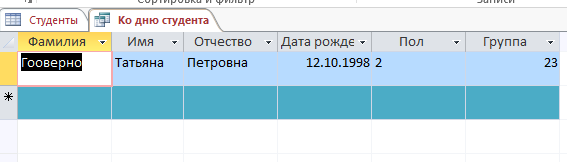 Сортировка и фильтр Записи
Студенты Ко дню студента
Фамилия Имя Отчество Дата рожде Пол Группа
Гооверно Татьяна Петровна 12.10.1998 2 23